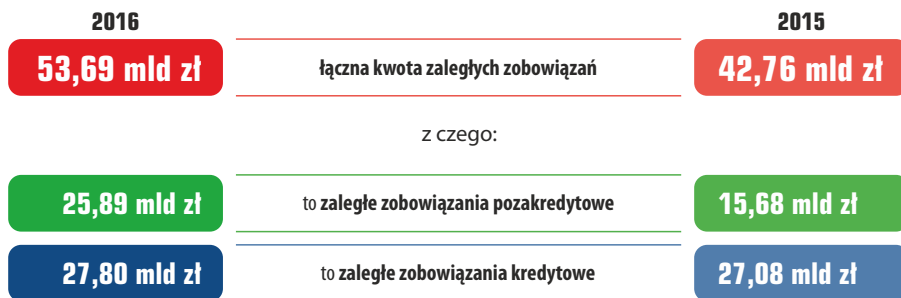 2016 2015
53,69 mld zł łączna kwota zaległych zobowiązań 42,76 mld zł
z czego:
25,89 mld zł to zaległe zobowiązania pozakredytowe 15,68 mld zł
27,80 mld zł to zaległe zobowiązania kredytowe 27,08 mld zł